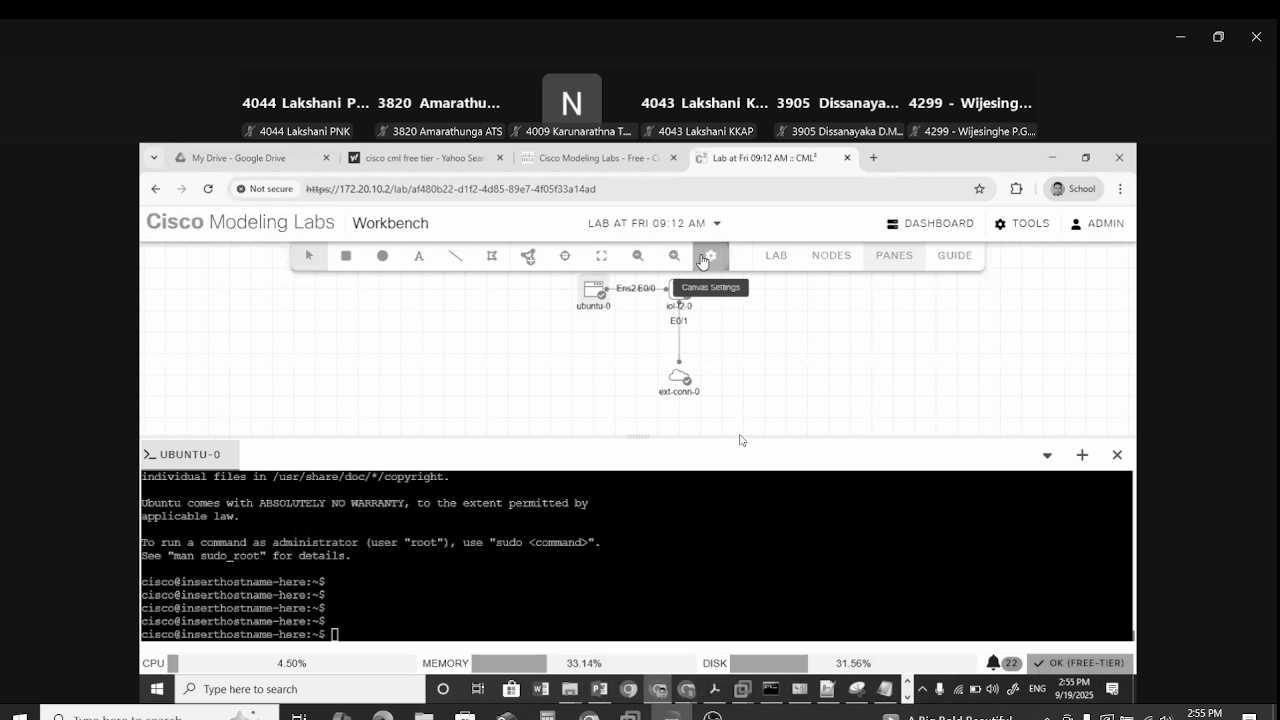 4044 Lakshani P... 3820 Amarathu... N 4043 Lakshani K... 3905 Dissanaya... 4299 - Wijesing...
4044 Lakshani PNK 3820 Amarathunga ATS 4009 Karunarathna T... 4043 Lakshani KKAP 3905 Dissanayaka D.M... 4299 - Wijesinghe P.G....
My Drive - Google Drive cisco cml free tier - Yahoo Sear Cisco Modeling Labs - Free - C Lab at Fri 09:12 AM :: CML²
Not secure https://172.20.10.2/lab/af480b22-d1f2-4d85-89e7-4f05f33a14ad School
Cisco Modeling Labs Workbench LAB AT FRI 09:12 AM DASHBOARD TOOLS ADMIN
A LAB NODES PANES GUIDE
Ens2 E0/0 Canvas Settings
ubuntu-0 iol-l2-0
E0/1
ext-conn-0
UBUNTU-0
individual files in /usr/share/doc/*/copyright.
Ubuntu comes with ABSOLUTELY NO WARRANTY, to the extent permitted by
applicable law.
To run a command as administrator (user "root"), use "sudo <command>".
See "man sudo_root" for details.
cisco@inserthostname-here:~$
cisco@inserthostname-here:~$
cisco@inserthostname-here:~$
cisco@inserthostname-here:~$
cisco@inserthostname-here:~$
CPU 4.50% MEMORY 33.14% DISK 31.56% 22 OK (FREE-TIER)
Type here to search ENG 2:55 PM
9/19/2025
Type here to search A Big Bold Beautiful ENG 2:55 PM